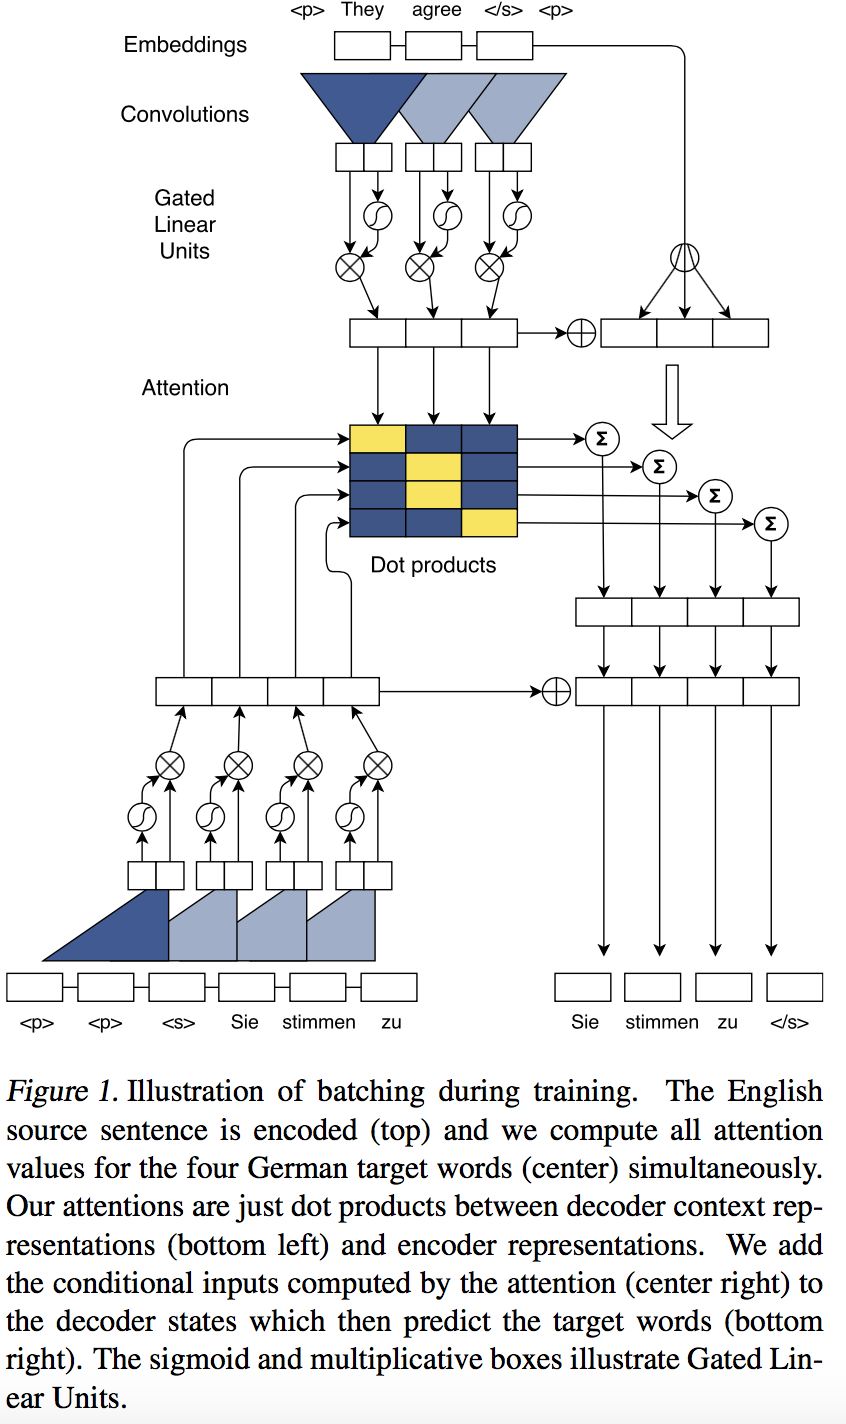 <p> They agree </s> <p>
Embeddings
Convolutions
Gated
Linear
Units
Attention
Σ
Σ
Σ
Σ
Dot products
<p> <p> <s> Sie stimmen zu
Sie stimmen zu </s>
Figure 1. Illustration of batching during training. The English
source sentence is encoded (top) and we compute all attention
values for the four German target words (center) simultaneously.
Our attentions are just dot products between decoder context rep-
resentations (bottom left) and encoder representations. We add
the conditional inputs computed by the attention (center right) to
the decoder states which then predict the target words (bottom
right). The sigmoid and multiplicative boxes illustrate Gated Lin-
ear Units.